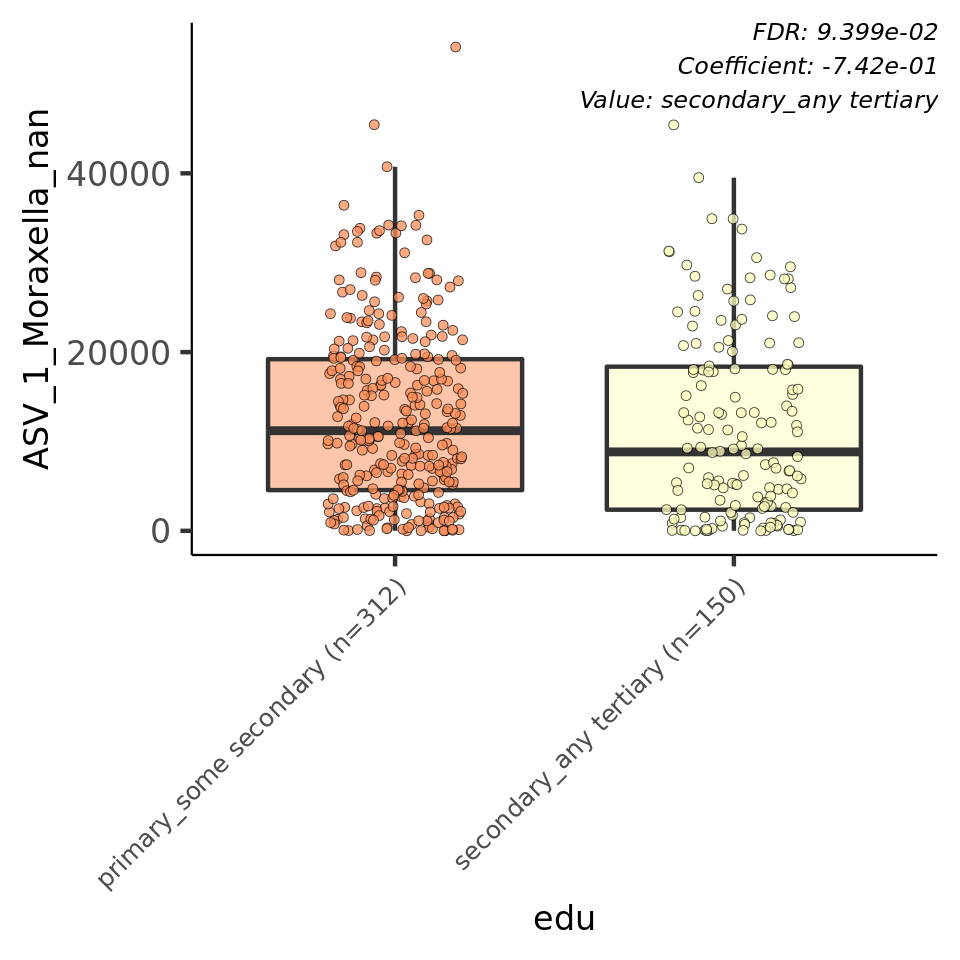 FDR: 9.399e-02
Coefficient: -7.42e-01
Value: secondary_any tertiary
ASV_1_Moraxella_nan
40000
20000
0
primary_some secondary (n=312)
secondary_any tertiary (n=150)
edu